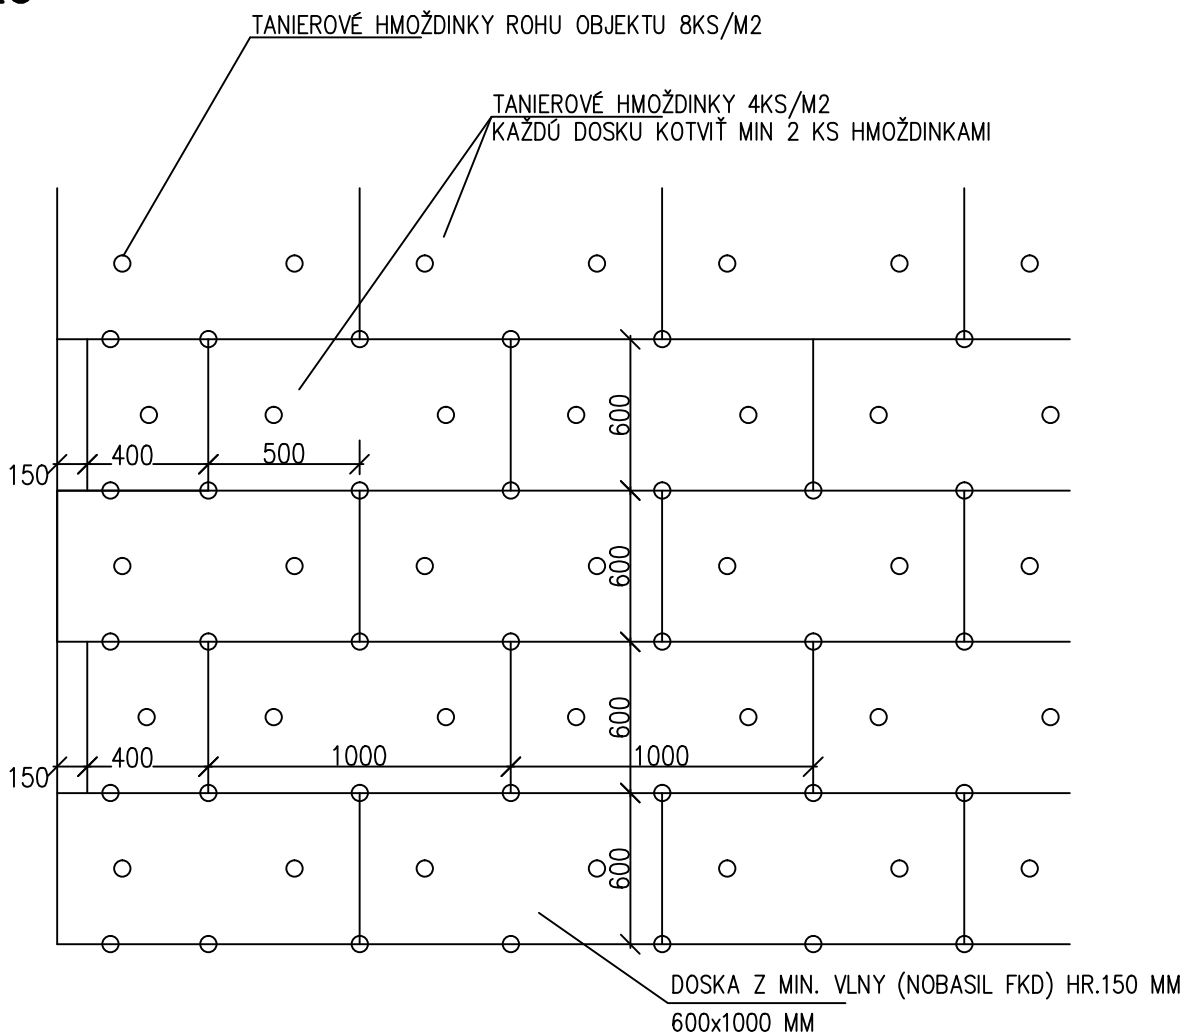 TANIEROVÉ HMOŽDINKY ROHU OBJEKTU 8KS/M2
TANIEROVÉ HMOŽDINKY 4KS/M2
KAŽDÚ DOSKU KOTVIŤ MIN 2 KS HMOŽDINKAMI
600
400
500
150
600
600
400
1000
1000
150
600
DOSKA Z MIN. VLNY (NOBASIL FKD) HR.150 MM
600x1000 MM